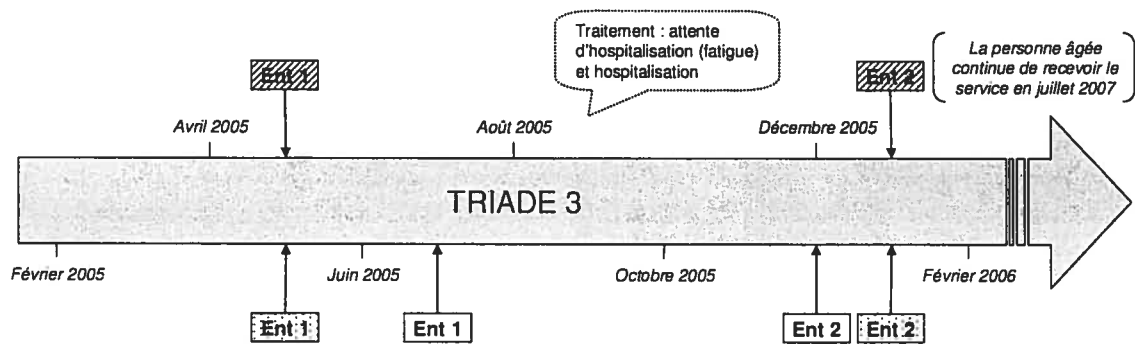 Traitement : attente
d'hospitalisation (fatigue)
et hospitalisation
La personne âgée
continue de recevoir le
service en juillet 2007
Ent 1
Ent 2
Avril 2005
Août 2005
Décembre 2005
TRIADE 3
Février 2005
Juin 2005
Octobre 2005
Février 2006
Ent 1
Ent 1
Ent 2
Ent 2